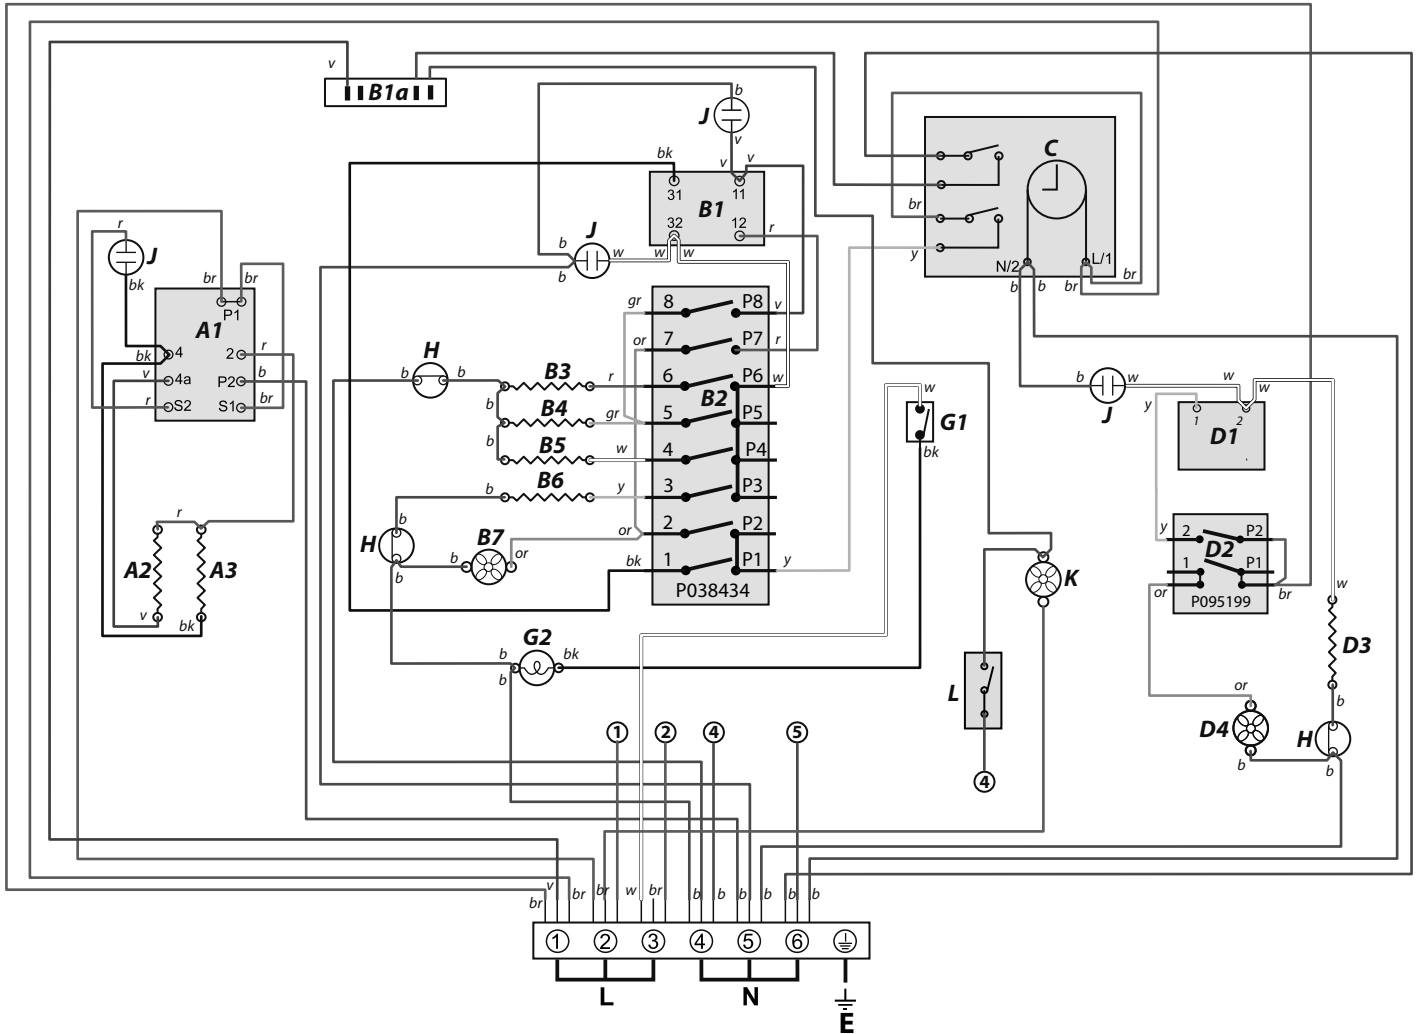 v
B1a
b
J
v
bk
v
v
31
11
B1
32
12
r
J
b
b
w
w
w
C
br
y
N/2
L/1
b
b
br
br
r
J
bk
br
br
P1
A1
bk
4
2
r
v
4a
P2
b
r
S2
S1
br
gr
8
P8
v
or
7
P7
r
H
b
b
B3
r
6
P6
w
B2
b
B4
gr
5
P5
b
B5
w
4
P4
b
B6
y
3
P3
b
H
B7
or
2
P2
b
or
b
bk
1
P1
y
P038434
w
G1
bk
b
J
w
w
w
y
1
2
D1
y
2
P2
D2
1
P1
or
br
P095199
w
D3
b
or
D4
H
b
b
r
A2
A3
v
bk
b
G2
bk
b
K
L
4
1
2
4
5
br
v
br
br
w
br
b
b
b
b
b
b
1
2
3
4
5
6
L
N
E